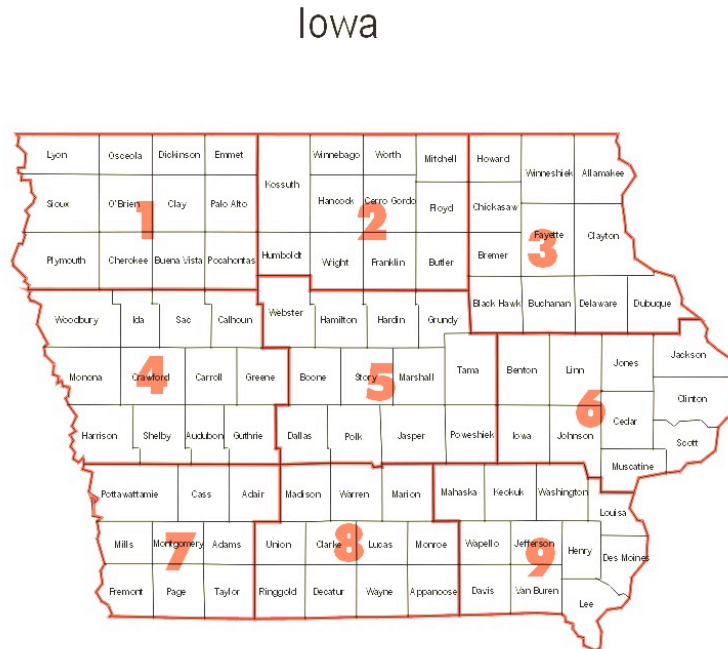 Iowa
Lyon Osceola Dickinson Emmet
Kossuth Winnebago Worth Mitchell
Howard Winneshiek Allamakee
Sioux O'Brien Clay Palo Alto
Hancock Cerro Gordo Floyd
Chickasaw Fayette Clayton
1 2 3
Plymouth Cherokee Buena Vista Pocahontas
Humboldt Wright Franklin Butler
Bremer
Black Hawk Buchanan Delaware Dubuque
Woodbury Ida Sac Calhoun
Webster Hamilton Hardin Grundy
Monona Crawford Carroll Greene
Boone Story Marshall Tama
Benton Linn Jones Jackson
Clinton
4 5 6
Harrison Shelby Audubon Guthrie
Dallas Polk Jasper Poweshiek
Iowa Johnson Cedar Scott
Muscatine
Pottawattamie Cass Adair
Madison Warren Marion
Mahaska Keokuk Washington Louisa
Mills Montgomery Adams
Union Clarke Lucas Monroe
Wapello Jefferson Henry Des Moines
7 8 9
Fremont Page Taylor
Ringgold Decatur Wayne Appanoose
Davis Van Buren Lee